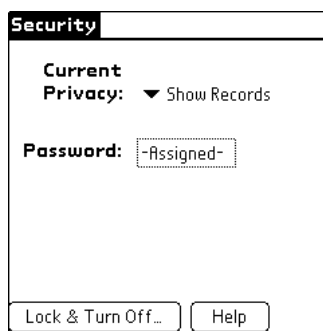 Security
Current
Privacy: Show Records
Password: -Assigned-
Lock & Turn Off... Help